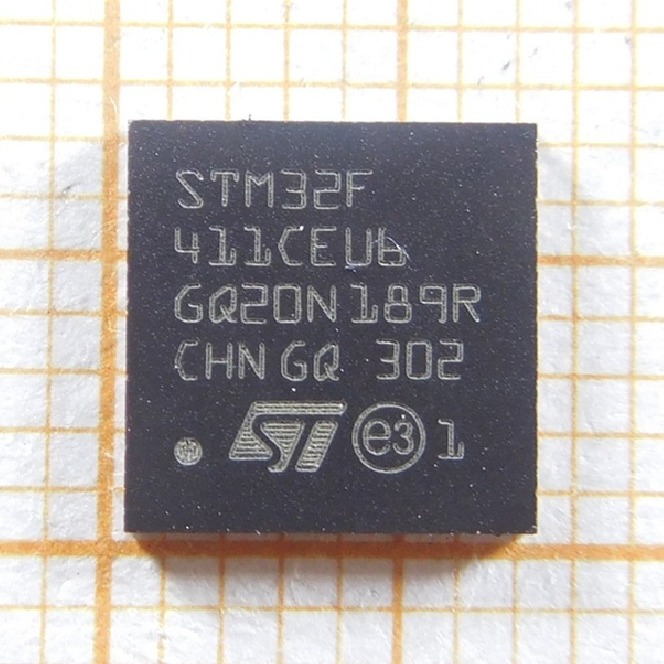 STM32F
411CEU6
GQ20N189R
CHN GQ 302
ST e3 1